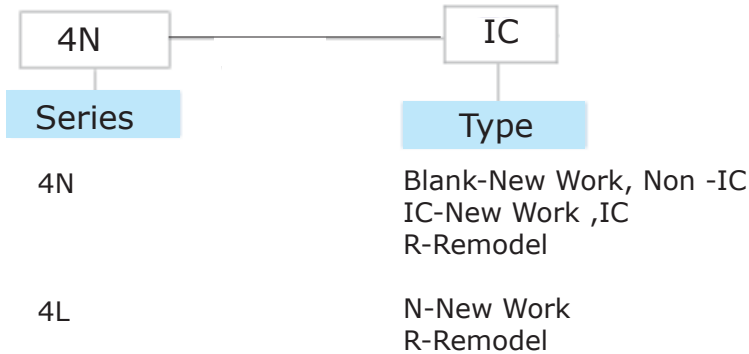 4N IC
Series Type
4N Blank-New Work, Non -IC
IC-New Work ,IC
R-Remodel
4L N-New Work
R-Remodel